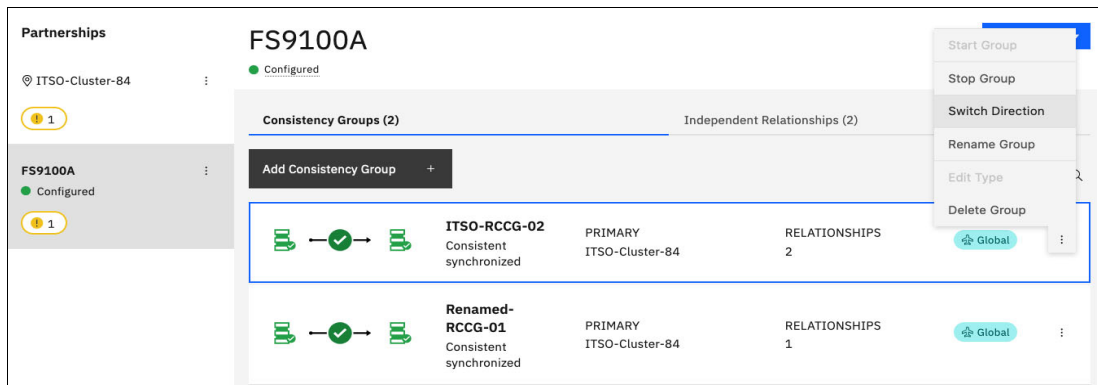 Partnerships
ITSO-Cluster-84
1
FS9100A
Configured
1
FS9100A
Configured
Consistency Groups (2)
Independent Relationships (2)
Add Consistency Group +
Start Group
Stop Group
Switch Direction
Rename Group
Edit Type
Delete Group
ITSO-RCCG-02
Consistent
synchronized
PRIMARY
ITSO-Cluster-84
RELATIONSHIPS
2
Global
Renamed-
RCCG-01
Consistent
synchronized
PRIMARY
ITSO-Cluster-84
RELATIONSHIPS
1
Global